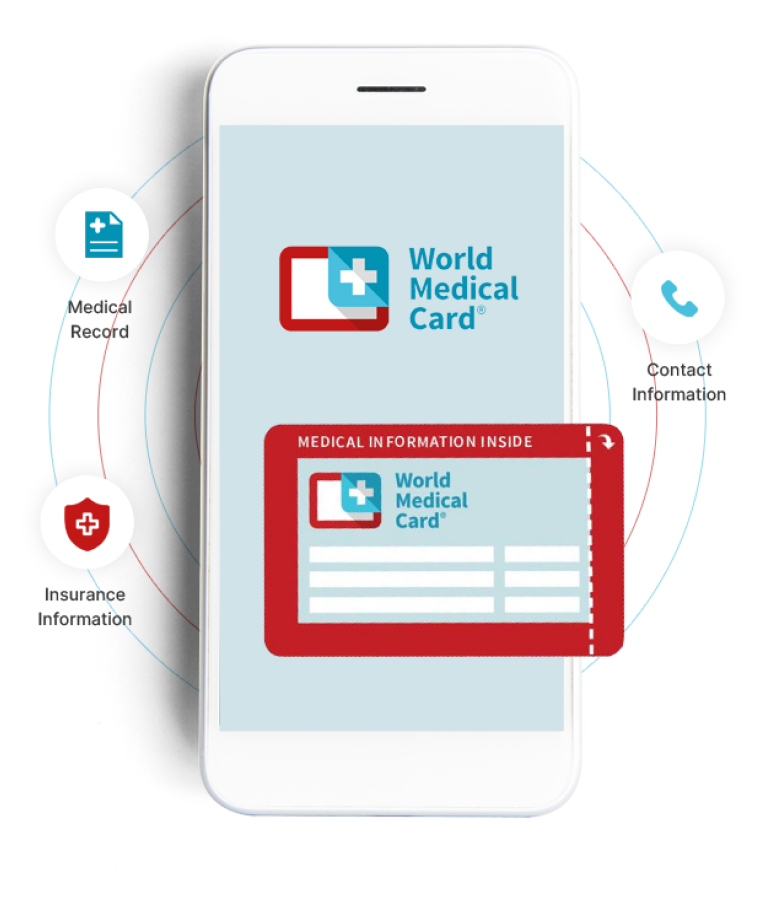 World
Medical
Card®
Medical
Record
Contact
Information
MEDICAL INFORMATION INSIDE
World
Medical
Card®
Insurance
Information